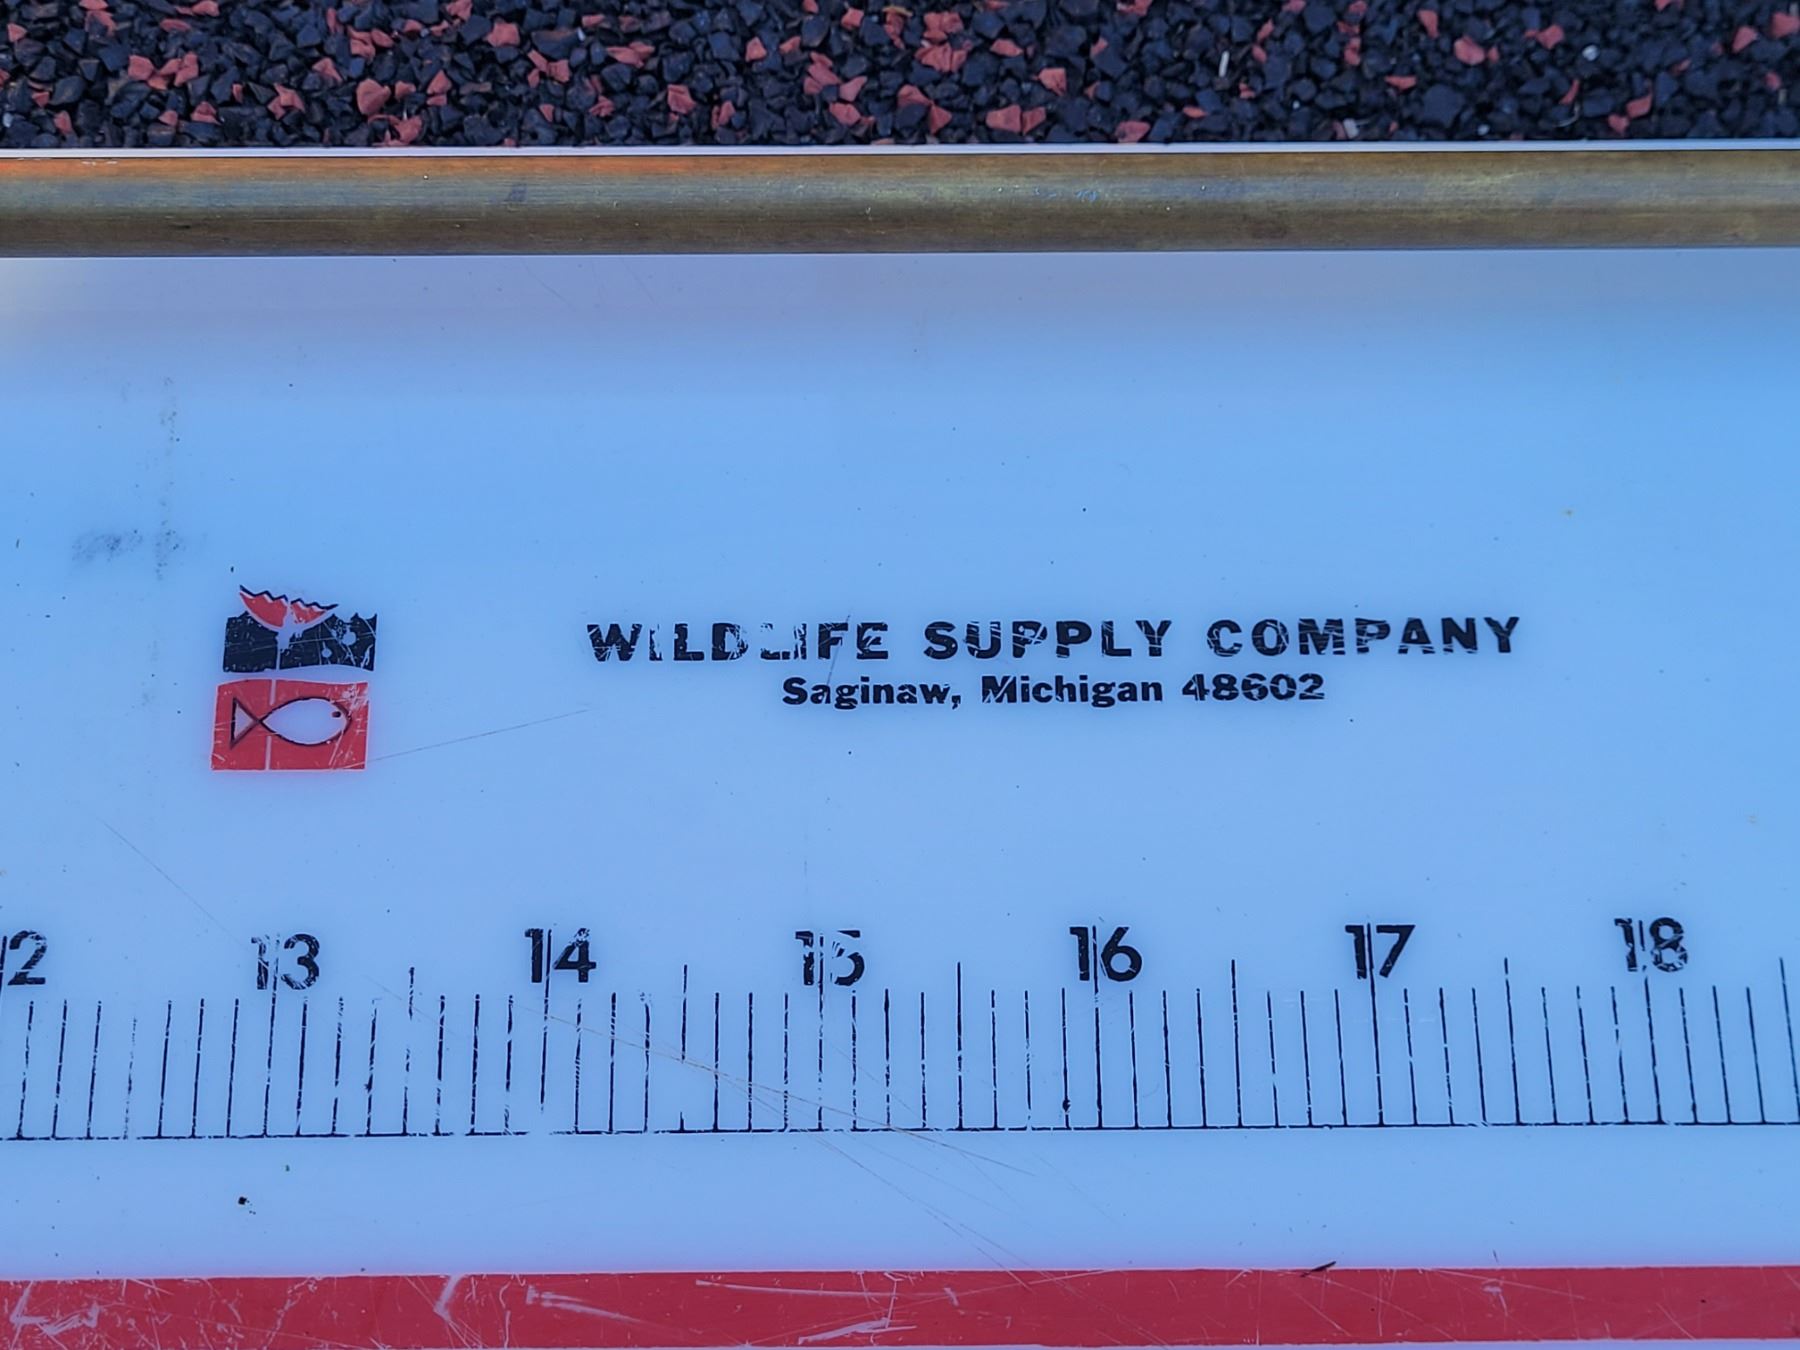 WILDLIFE SUPPLY COMPANY
Saginaw, Michigan 48602
12 13 14 15 16 17 18